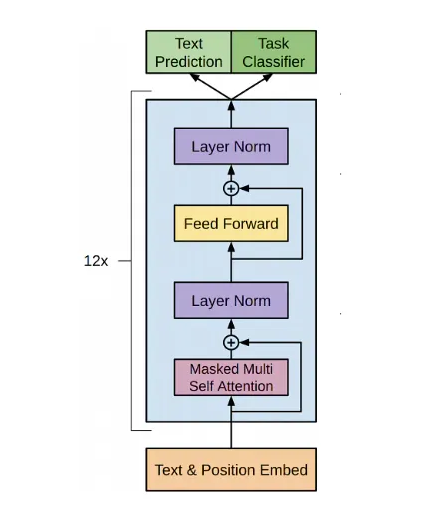 Text
Prediction
Task
Classifier
Layer Norm
Feed Forward
12x
Layer Norm
Masked Multi
Self Attention
Text & Position Embed